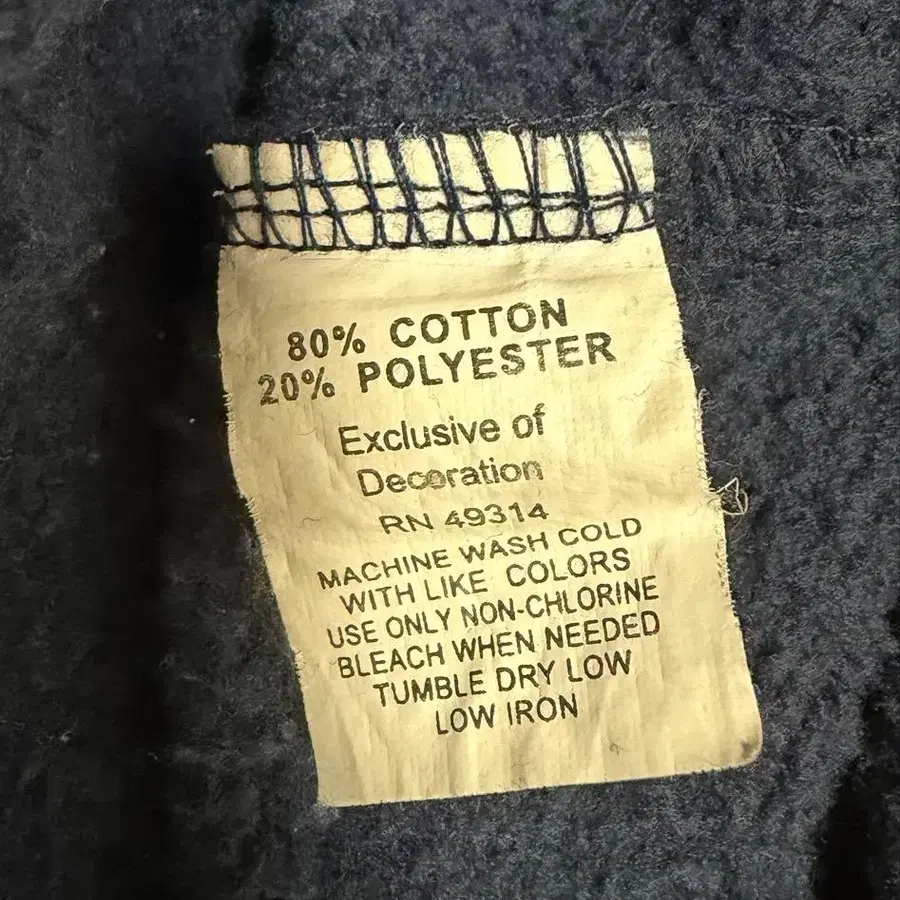 80% COTTON
20% POLYESTER
Exclusive of
Decoration
RN 49314
MACHINE WASH COLD
WITH LIKE COLORS
USE ONLY NON-CHLORINE
BLEACH WHEN NEEDED
TUMBLE DRY LOW
LOW IRON